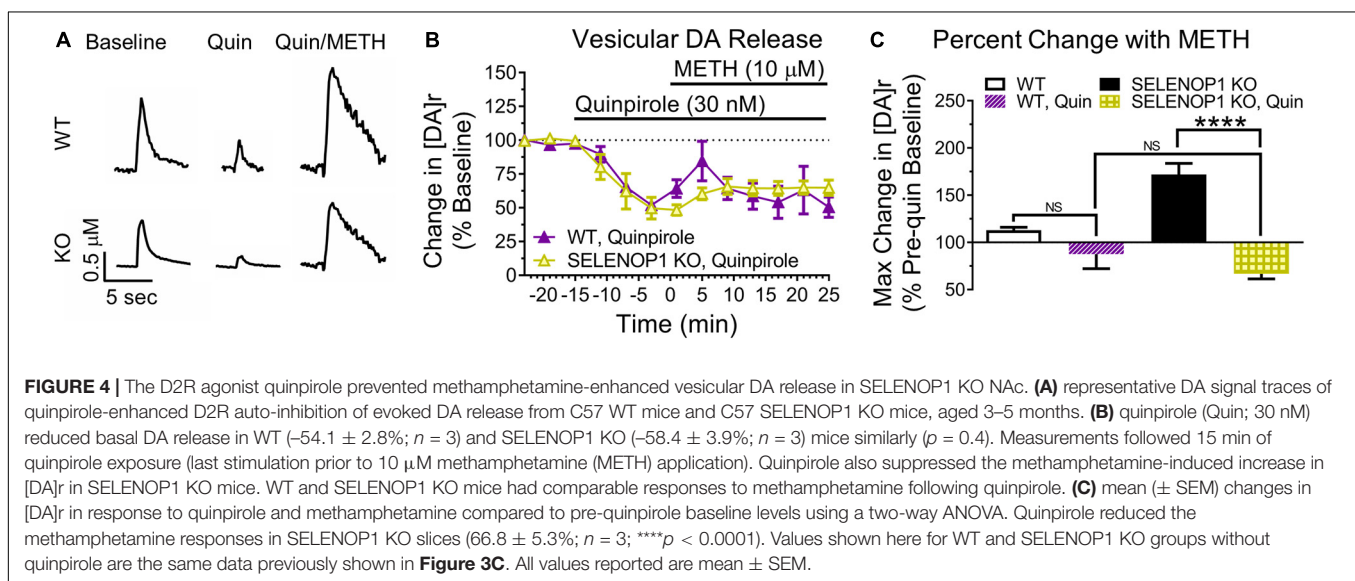 A
Baseline Quin Quin/METH
WT
KO
0.5 µM
5 sec
B
Vesicular DA Release
METH (10 µM)
Quinpirole (30 nM)
Change in [DA]r
(% Baseline)
150
125
100
75
50
25
0
WT, Quinpirole
SELENOP1 KO, Quinpirole
-20 -15 -10 -5 0 5 10 15 20 25
Time (min)
C
Percent Change with METH
WT SELENOP1 KO
WT, Quin SELENOP1 KO, Quin
****
NS
NS
Max Change in [DA]r
(% Pre-quin Baseline)
200
150
100
50
FIGURE 4 | The D2R agonist quinpirole prevented methamphetamine-enhanced vesicular DA release in SELENOP1 KO NAc. (A) representative DA signal traces of
quinpirole-enhanced D2R auto-inhibition of evoked DA release from C57 WT mice and C57 SELENOP1 KO mice, aged 3–5 months. (B) quinpirole (Quin; 30 nM)
reduced basal DA release in WT (–54.1 ± 2.8%; n = 3) and SELENOP1 KO (–58.4 ± 3.9%; n = 3) mice similarly (p = 0.4). Measurements followed 15 min of
quinpirole exposure (last stimulation prior to 10 µM methamphetamine (METH) application). Quinpirole also suppressed the methamphetamine-induced increase in
[DA]r in SELENOP1 KO mice. WT and SELENOP1 KO mice had comparable responses to methamphetamine following quinpirole. (C) mean (± SEM) changes in
[DA]r in response to quinpirole and methamphetamine compared to pre-quinpirole baseline levels using a two-way ANOVA. Quinpirole reduced the
methamphetamine responses in SELENOP1 KO slices (66.8 ± 5.3%; n = 3; ****p < 0.0001). Values shown here for WT and SELENOP1 KO groups without
quinpirole are the same data previously shown in Figure 3C. All values reported are mean ± SEM.